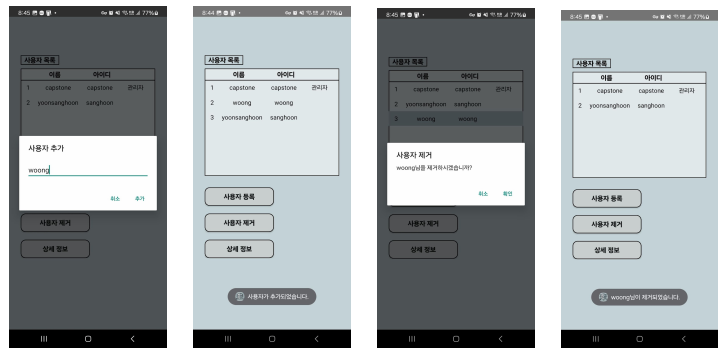 8:45 77%
사용자 목록
이름 아이디
1 capstone capstone 관리자
2 yoonsanghoon sanghoon
사용자 추가
woong
취소 추가
사용자 제거
상세 정보
8:44 77%
사용자 목록
이름 아이디
1 capstone capstone 관리자
2 woong woong
3 yoonsanghoon sanghoon
사용자 등록
사용자 제거
상세 정보
사용자가 추가되었습니다.
8:45 77%
사용자 목록
이름 아이디
1 capstone capstone 관리자
2 yoonsanghoon sanghoon
3 woong woong
사용자 제거
woong님을 제거하시겠습니까?
취소 확인
사용자 제거
상세 정보
8:45 77%
사용자 목록
이름 아이디
1 capstone capstone 관리자
2 yoonsanghoon sanghoon
사용자 등록
사용자 제거
상세 정보
woong님이 제거되었습니다.